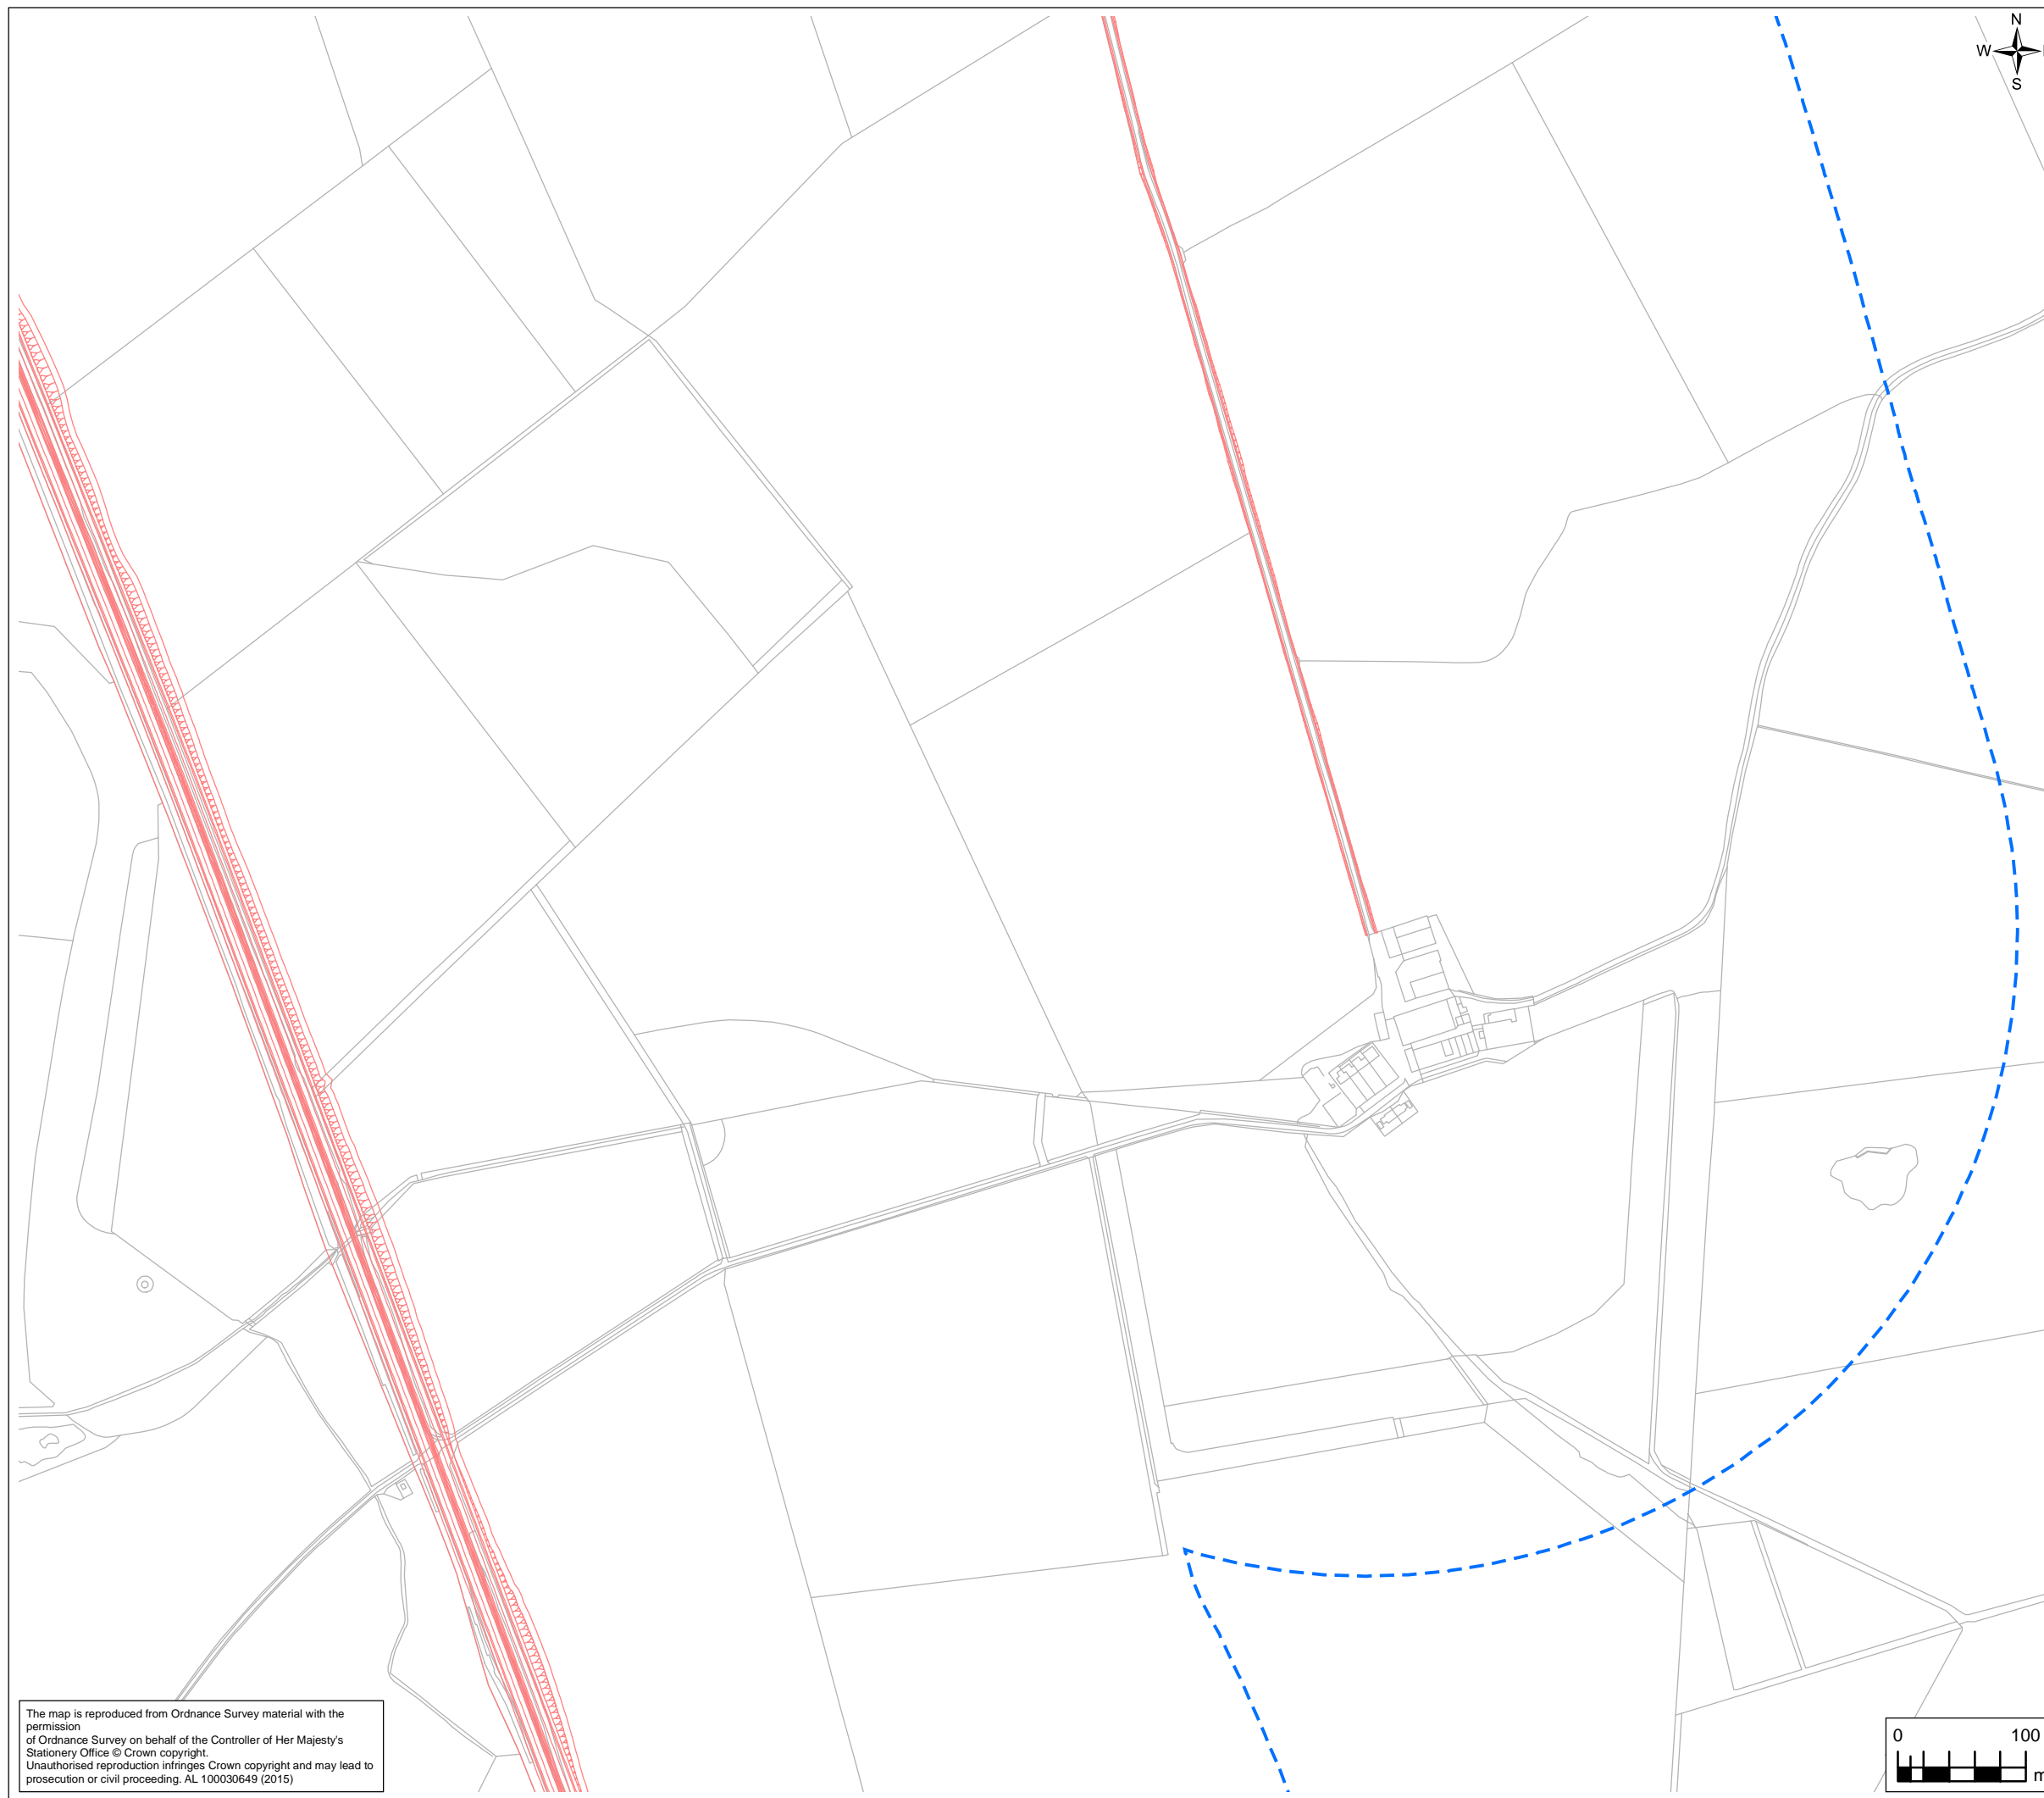 N
W
S
The map is reproduced from Ordnance Survey material with the
permission
of Ordnance Survey on behalf of the Controller of Her Majesty's
Stationery Office © Crown copyright.
Unauthorised reproduction infringes Crown copyright and may lead to
prosecution or civil proceeding. AL 100030649 (2015)
0 100
m